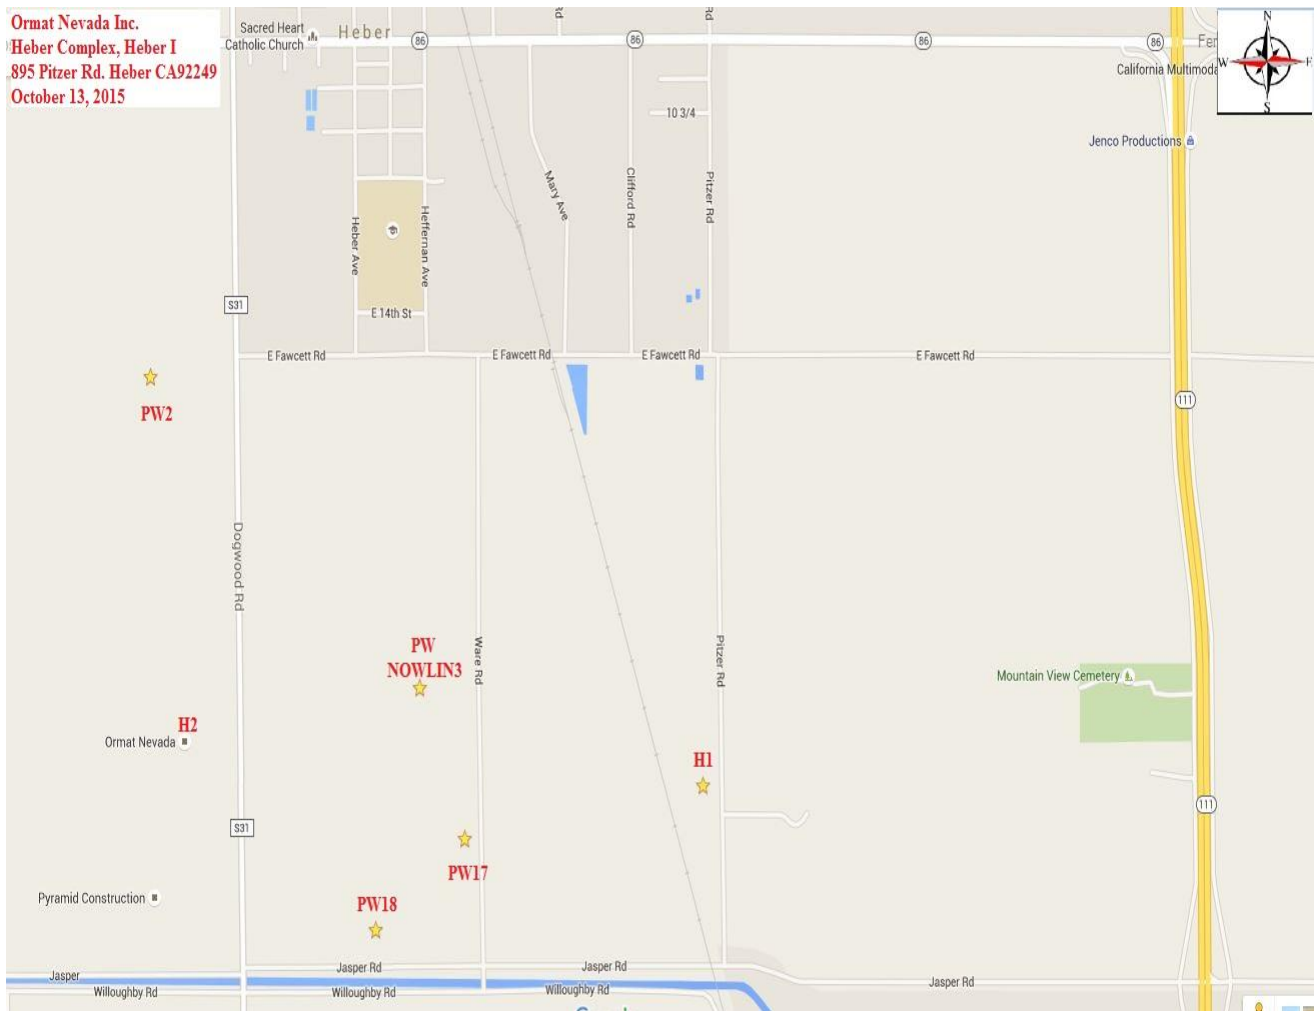 Ormat Nevada Inc.
Heber Complex, Heber I
895 Pitzer Rd. Heber CA92249
October 13, 2015
Sacred Heart
Catholic Church
Heber
86
86
86
86
Rd
Rd
California Multimoda
N
W
E
S
10 3/4
Jenco Productions
Mary Ave
Clifford Rd
Pitzer Rd
Heber Ave
Heffernan Ave
S31
E 14th St
E Fawcett Rd
E Fawcett Rd
E Fawcett Rd
E Fawcett Rd
111
PW2
Dogwood Rd
PW
NOWLIN3
Ware Rd
Pitzer Rd
Mountain View Cemetery
H2
Ormat Nevada
H1
111
S31
PW17
Pyramid Construction
PW18
Jasper
Jasper Rd
Jasper Rd
Jasper Rd
Willoughby Rd
Willoughby Rd
Willoughby Rd